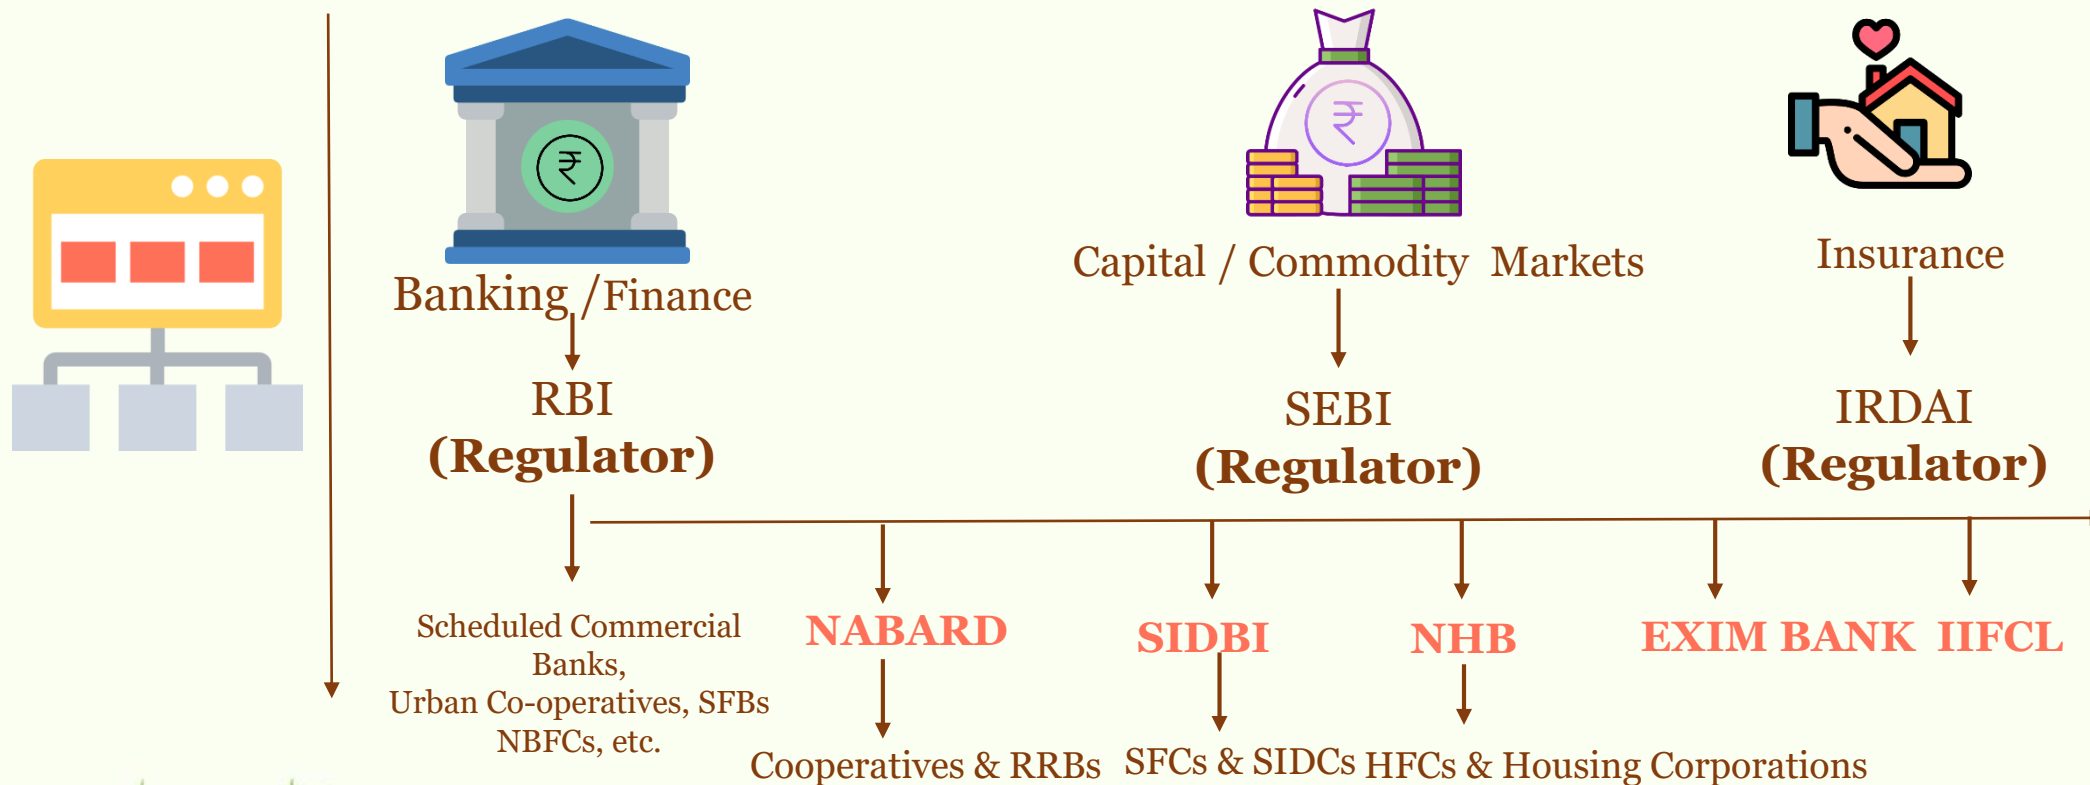 Banking /Finance
Capital / Commodity Markets
Insurance
RBI
(Regulator)
SEBI
(Regulator)
IRDAI
(Regulator)
Scheduled Commercial
Banks,
Urban Co-operatives, SFBs
NBFCs, etc.
NABARD
SIDBI
NHB
EXIM BANK
IIFCL
Cooperatives & RRBs
SFCs & SIDCs
HFCs & Housing Corporations
₹
₹